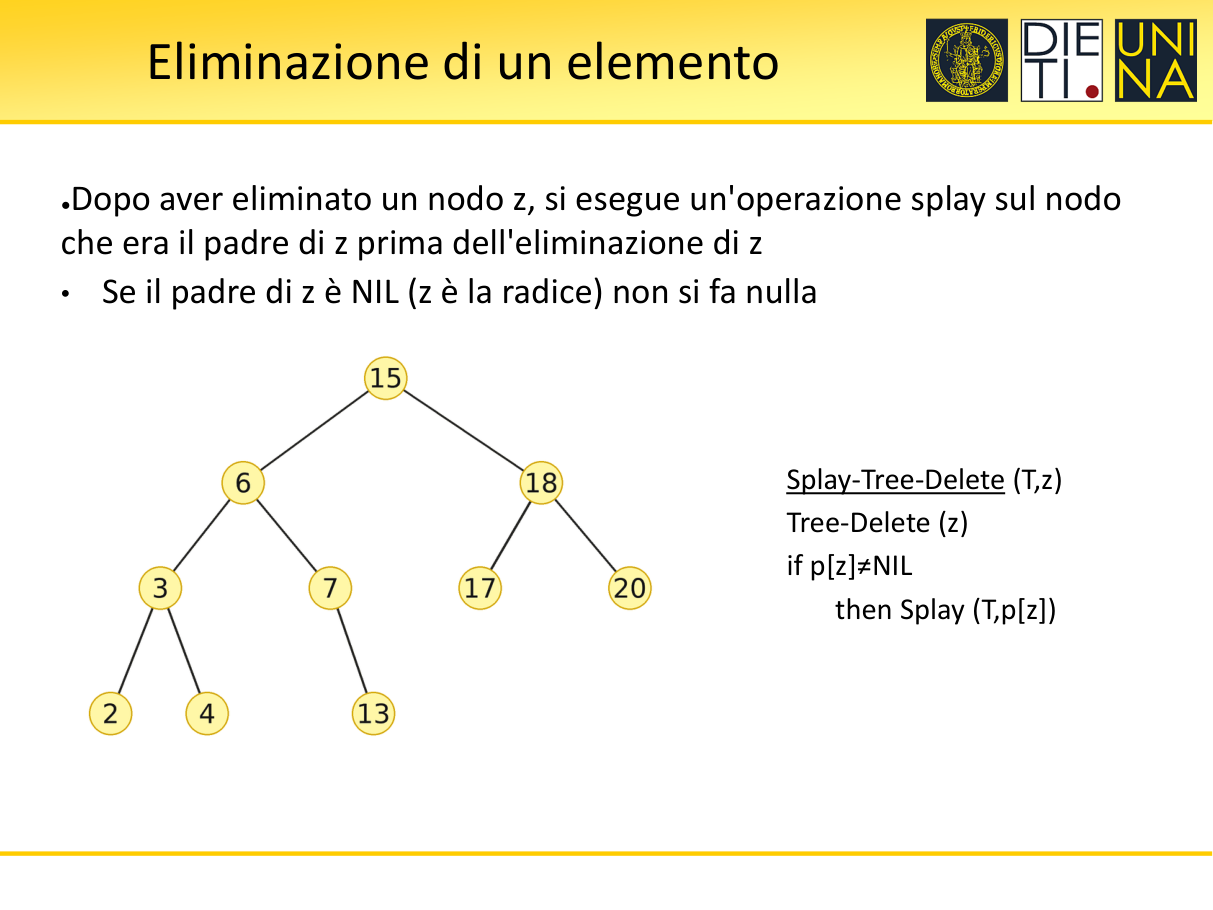 Eliminazione di un elemento
DIE
TI.
UNI
NA
•Dopo aver eliminato un nodo z, si esegue un'operazione splay sul nodo
che era il padre di z prima dell'eliminazione di z
• Se il padre di z è NIL (z è la radice) non si fa nulla
15
6
18
3
7
17
20
2
4
13
Splay-Tree-Delete (T,z)
Tree-Delete (z)
if p[z]≠NIL
then Splay (T,p[z])